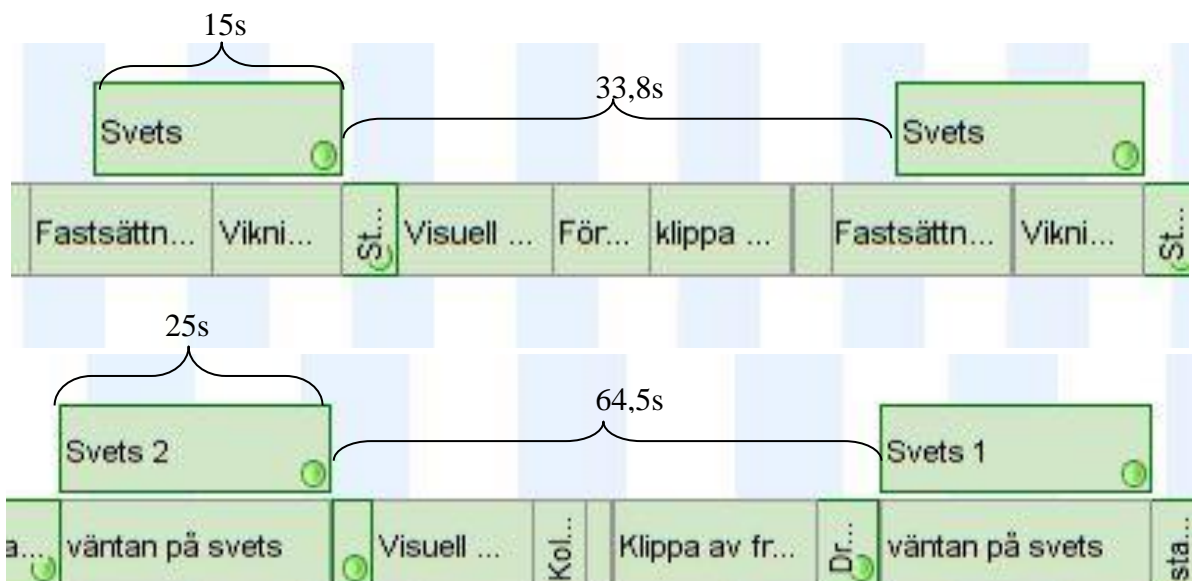 15s
33,8s
Svets
Svets
Fastsättn... Vikni... St... Visuell ... För... klippa ... Fastsättn... Vikni... St...
25s
64,5s
Svets 2
Svets 1
a... väntan på svets Visuell ... Kol... Klippa av fr... Dr... väntan på svets sta...